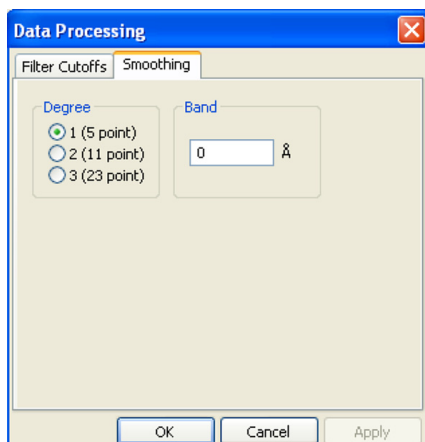 Data Processing
Filter Cutoffs Smoothing
Degree Band
1 (5 point)
2 (11 point)
3 (23 point)
0 Å
OK Cancel Apply